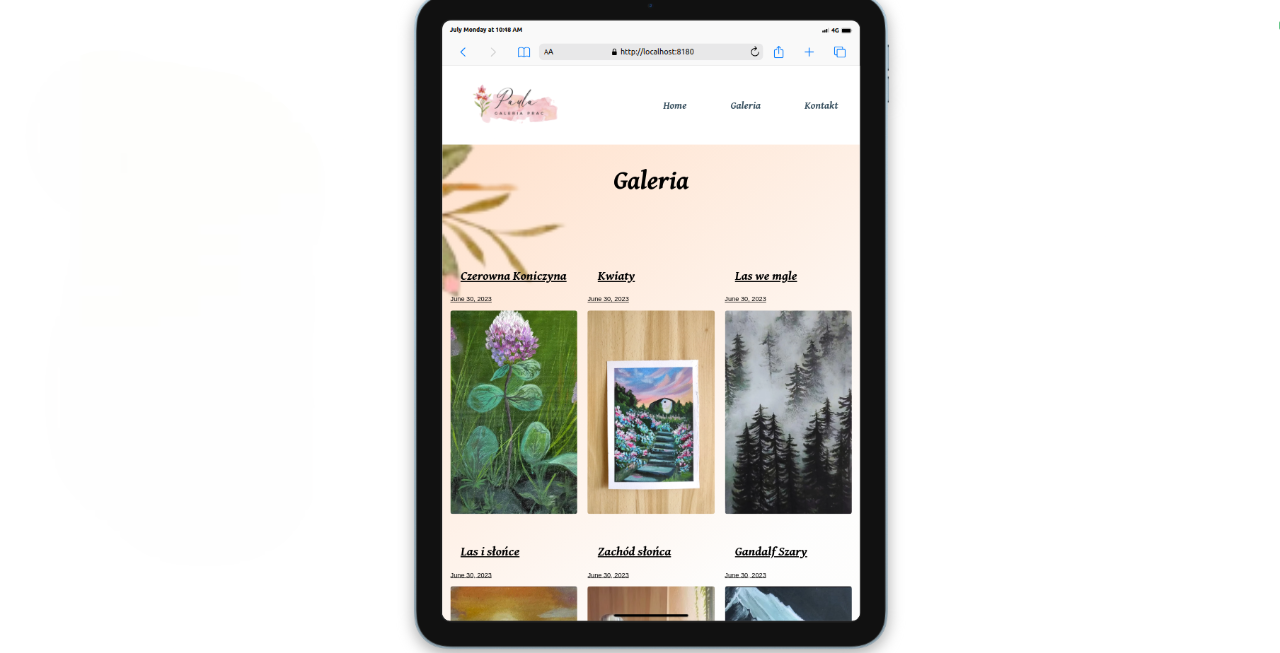 July Monday at 10:48 AM
4G
AA
http://localhost:8180
Paula
GALERIA PRAC
Home Galeria Kontakt
Galeria
Czerowna Koniczyna Kwiaty Las we mgle
June 30, 2023 June 30, 2023 June 30, 2023
Las i słońce Zachód słońca Gandalf Szary
June 30, 2023 June 30, 2023 June 30, 2023